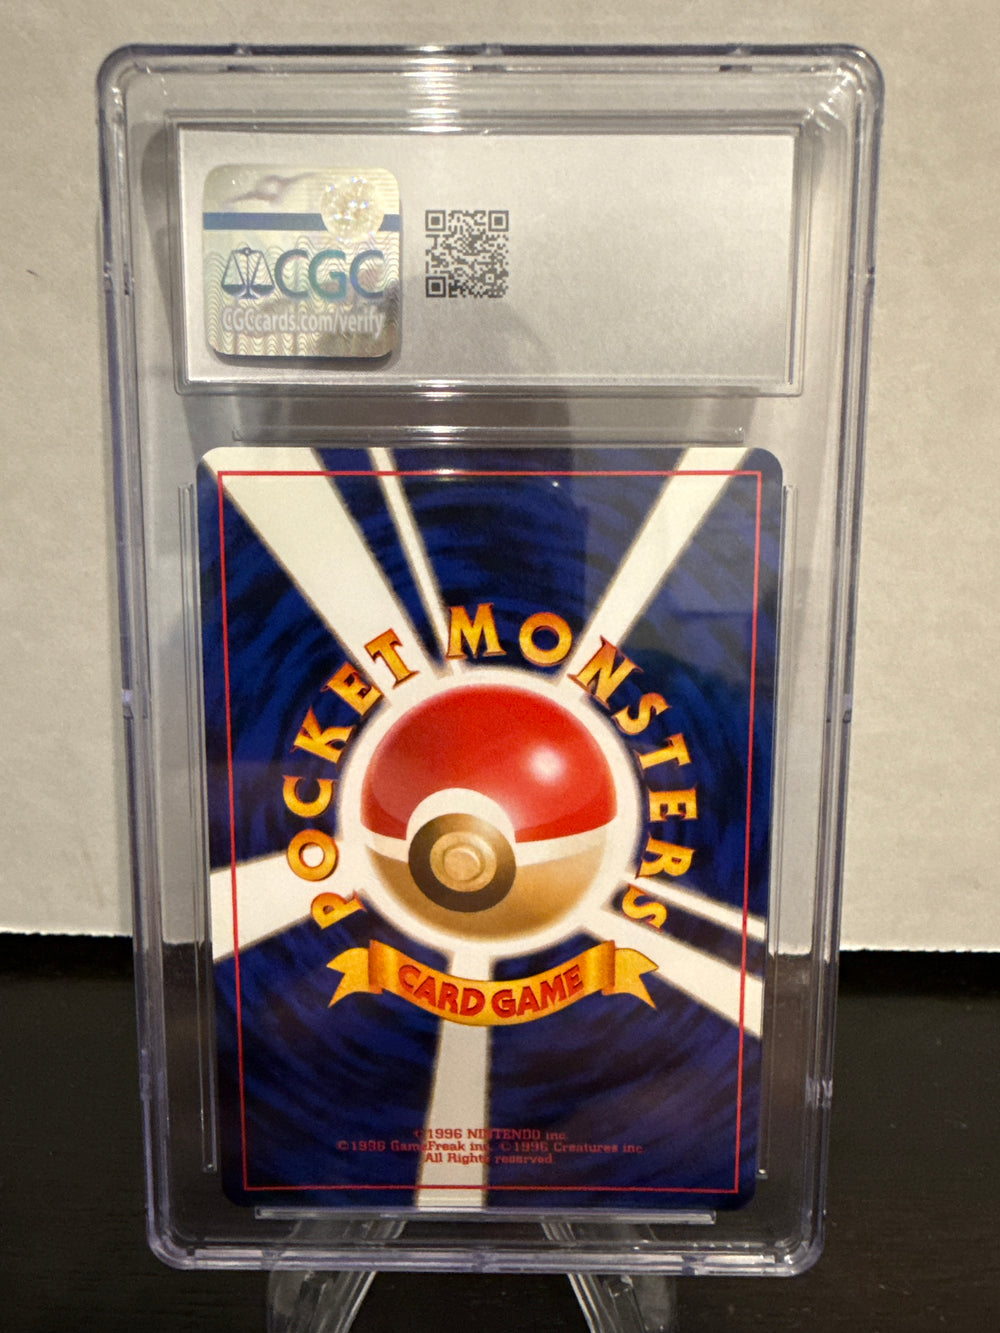 CGC
CGCcards.com/verify
POCKET MONSTERS
CARD GAME
©1996 NINTENDO inc.
©1996 GameFreak inc. ©1996 Creatures inc.
All Rights reserved.